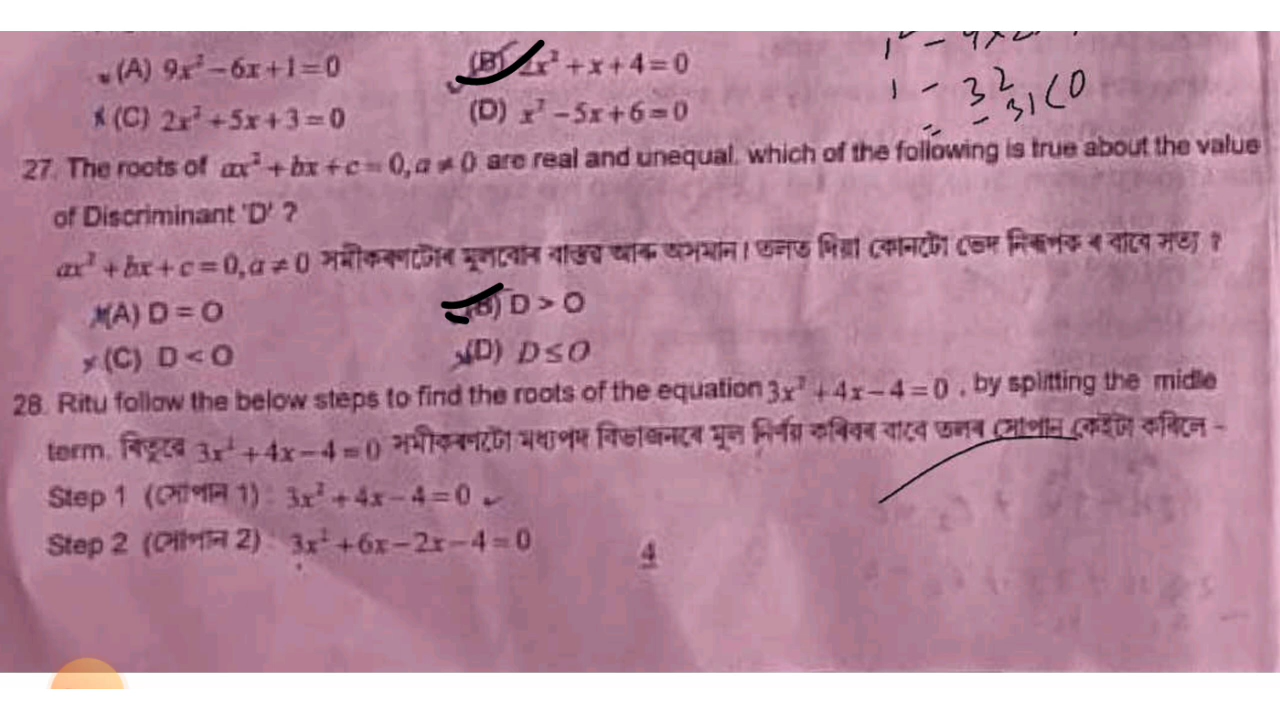 (A) 9x² – 6x + 1 = 0 (B) 2x² + x + 4 = 0
1 - 32
(C) 2x² + 5x + 3 = 0 (D) x² – 5x + 6 = 0
= - 31 < 0
27. The roots of ax² + bx + c = 0, a ≠ 0 are real and unequal. which of the following is true about the value
of Discriminant 'D' ?
ax² + bx + c = 0, a ≠ 0 সমীকৰণটোৰ মূলবোৰ বাস্তৱ আৰু অসমান। তলত দিয়া কোনটো ভেদ নিৰূপক ৰ বাবে সত্য ?
(A) D = O (B) D > O
(C) D < O (D) D ≤ O
28. Ritu follow the below steps to find the roots of the equation 3x² + 4x – 4 = 0 , by splitting the midle
term. ৰিতুৱে 3x² + 4x – 4 = 0 সমীকৰণটো মধ্যপদ বিভাজনৰে মূল নিৰ্ণয় কৰিবৰ বাবে তলৰ সোপান কেইটা কৰিলে -
Step 1 (সোপান 1) : 3x² + 4x – 4 = 0
Step 2 (সোপান 2) : 3x² + 6x – 2x – 4 = 0
4